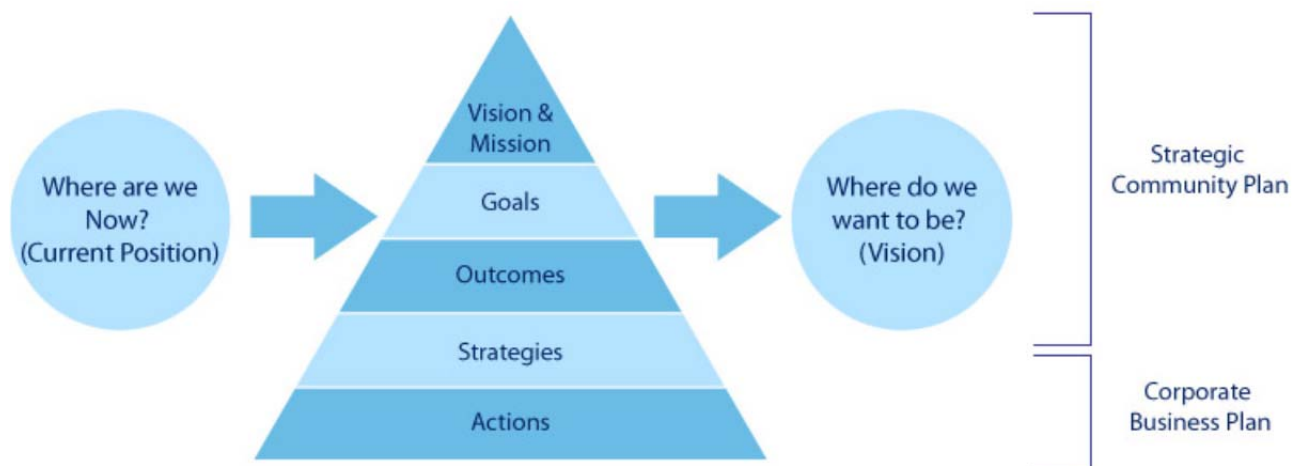 Where are we
Now?
(Current Position)
Vision &
Mission
Goals
Outcomes
Strategies
Actions
Where do we
want to be?
(Vision)
Strategic
Community Plan
Corporate
Business Plan